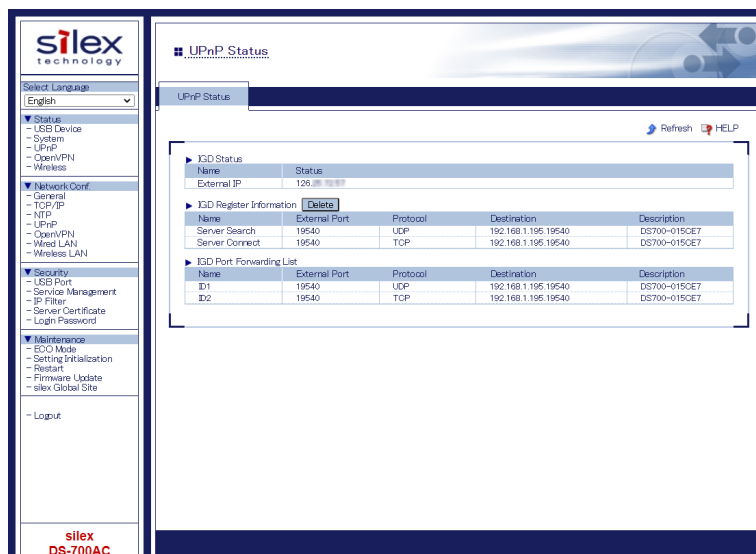 silex
technology
Select Language
English
▼ Status
- USB Device
- System
- UPnP
- OpenVPN
- Wireless
▼ Network Conf.
- General
- TCP/IP
- NTP
- UPnP
- OpenVPN
- Wired LAN
- Wireless LAN
▼ Security
- USB Port
- Service Management
- IP Filter
- Server Certificate
- Login Password
▼ Maintenance
- ECO Mode
- Setting Initialization
- Restart
- Firmware Update
- silex Global Site
- Logout
silex
DS-700AC
UPnP Status
UPnP Status
Refresh HELP
IGD Status
Name Status
External IP 126.
IGD Register Information Delete
Name External Port Protocol Destination Description
Server Search 19540 UDP 192.168.1.195.19540 DS700-015CE7
Server Connect 19540 TCP 192.168.1.195.19540 DS700-015CE7
IGD Port Forwarding List
Name External Port Protocol Destination Description
ID1 19540 UDP 192.168.1.195.19540 DS700-015CE7
ID2 19540 TCP 192.168.1.195.19540 DS700-015CE7